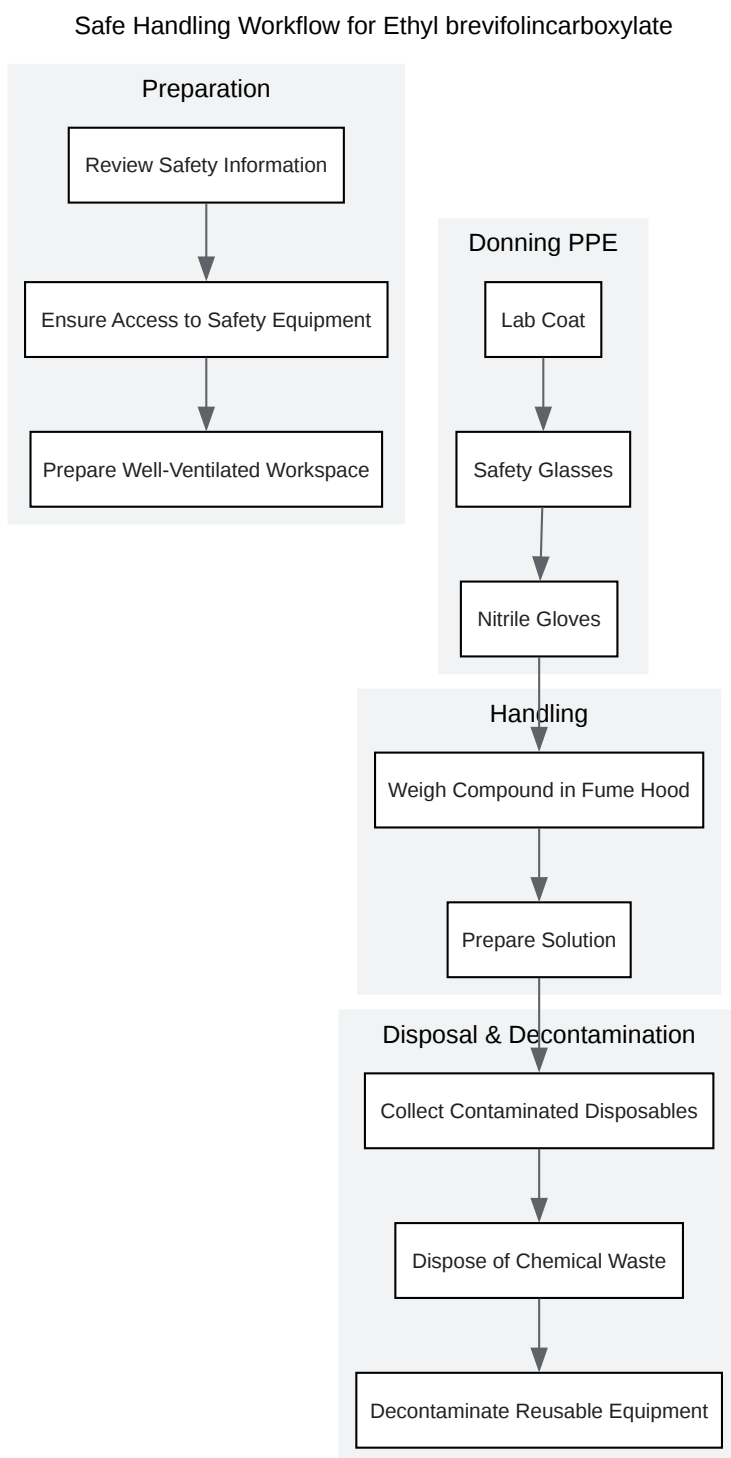 Safe Handling Workflow for Ethyl brevifolincarboxylate
Preparation
Review Safety Information
Ensure Access to Safety Equipment
Prepare Well-Ventilated Workspace
Donning PPE
Lab Coat
Safety Glasses
Nitrile Gloves
Handling
Weigh Compound in Fume Hood
Prepare Solution
Disposal & Decontamination
Collect Contaminated Disposables
Dispose of Chemical Waste
Decontaminate Reusable Equipment